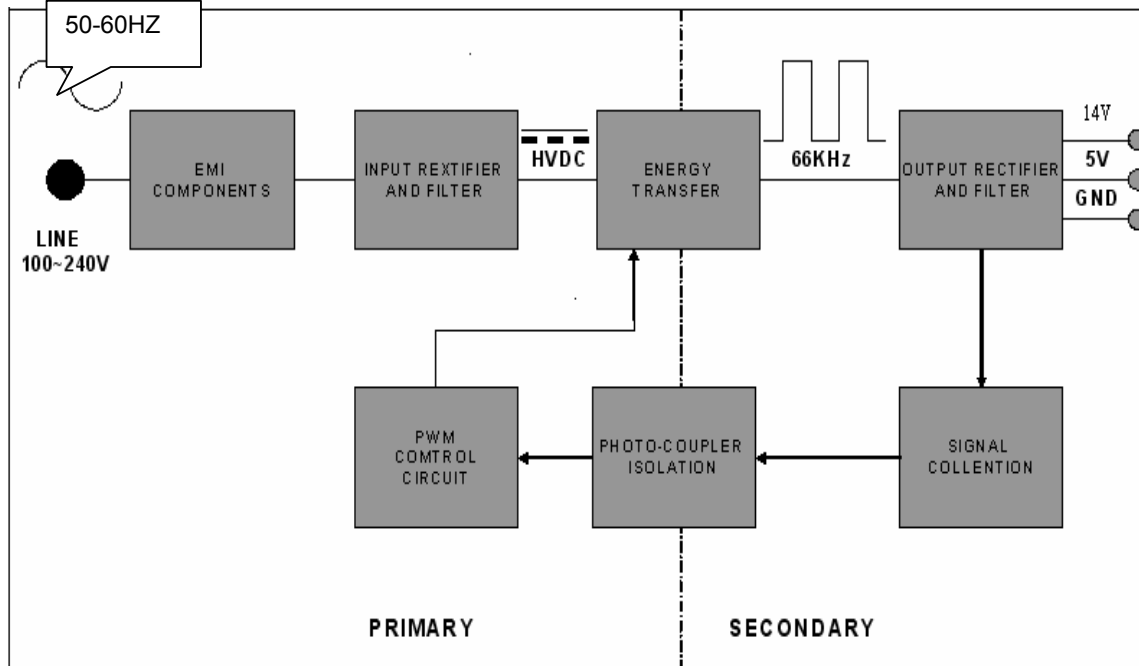 50-60HZ
LINE
100~240V
EMI
COMPONENTS
INPUT REXTIFIER
AND FILTER
HVDC
ENERGY
TRANSFER
66KHz
OUTPUT RECTIFIER
AND FILTER
14V
5V
GND
PWM
COMTROL
CIRCUIT
PHOTO-COUPLER
ISOLATION
SIGNAL
COLLENTION
PRIMARY
SECONDARY